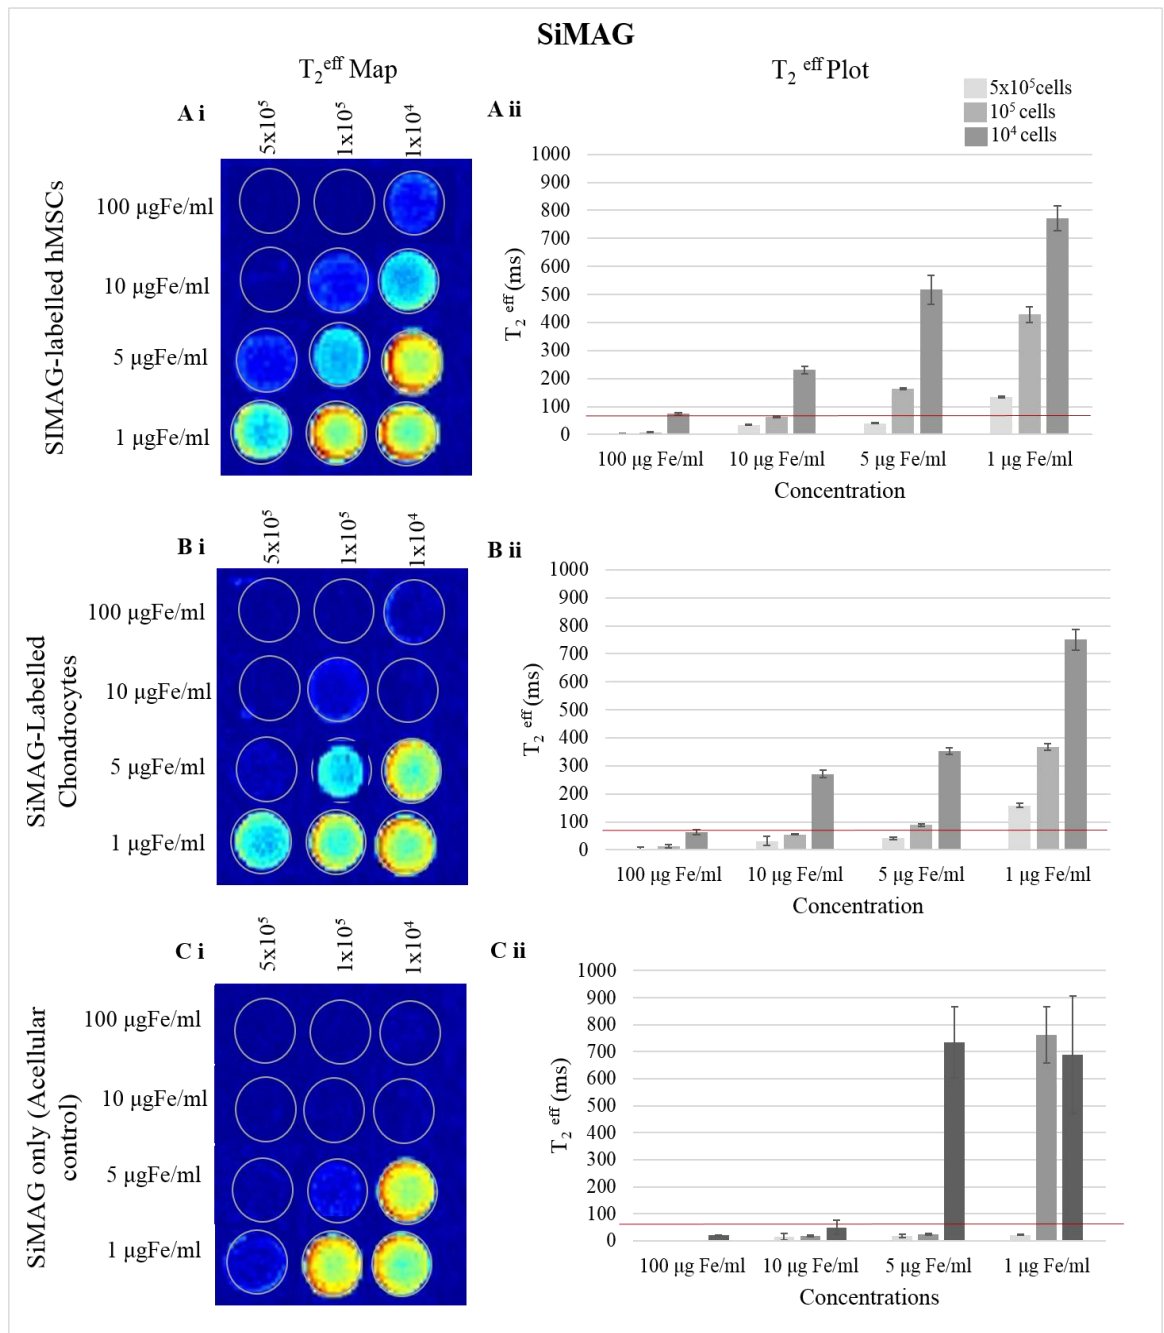 SiMAG
T₂ᵉᶠᶠ Map
T₂ ᵉᶠᶠ Plot
A i
5x10⁵
1x10⁵
1x10⁴
SIMAG-labelled hMSCs
100 µgFe/ml
10 µgFe/ml
5 µgFe/ml
1 µgFe/ml
A ii
5x10⁵cells
10⁵ cells
10⁴ cells
T₂ ᵉᶠᶠ (ms)
1000
900
800
700
600
500
400
300
200
100
0
100 µg Fe/ml
10 µg Fe/ml
5 µg Fe/ml
1 µg Fe/ml
Concentration
B i
5x10⁵
1x10⁵
1x10⁴
SiMAG-Labelled
Chondrocytes
100 µgFe/ml
10 µgFe/ml
5 µgFe/ml
1 µgFe/ml
B ii
T₂ ᵉᶠᶠ (ms)
1000
900
800
700
600
500
400
300
200
100
0
100 µg Fe/ml
10 µg Fe/ml
5 µg Fe/ml
1 µg Fe/ml
Concentration
C i
5x10⁵
1x10⁵
1x10⁴
SiMAG only (Acellular
control)
100 µgFe/ml
10 µgFe/ml
5 µgFe/ml
1 µgFe/ml
C ii
T₂ ᵉᶠᶠ (ms)
1000
900
800
700
600
500
400
300
200
100
0
100 µg Fe/ml
10 µg Fe/ml
5 µg Fe/ml
1 µg Fe/ml
Concentrations